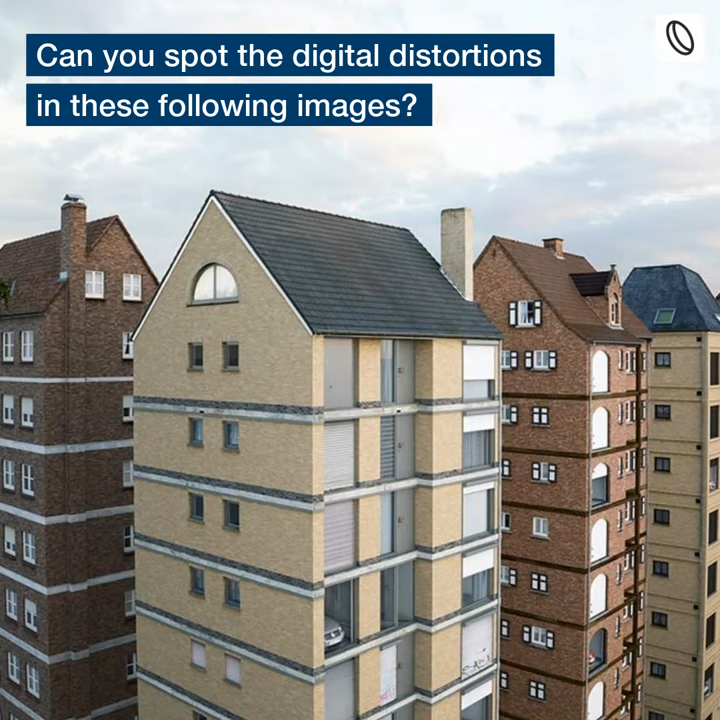 Can you spot the digital distortions
in these following images?